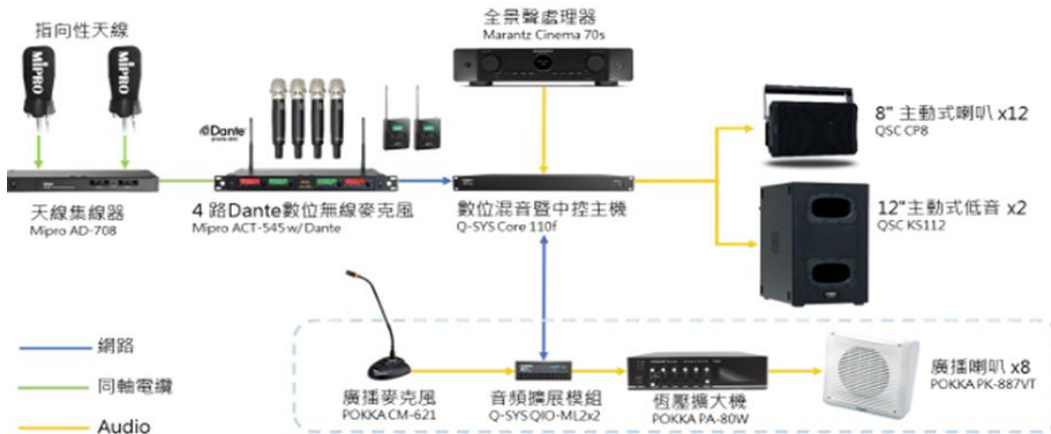 指向性天線
MIPRO
MIPRO
全景聲處理器
Marantz Cinema 70s
Dante
8" 主動式喇叭 x12
QSC CP8
天線集線器
Mipro AD-708
4 路Dante數位無線麥克風
Mipro ACT-545 w/ Dante
數位混音暨中控主機
Q-SYS Core 110f
12"主動式低音 x2
QSC KS112
網路
同軸電纜
Audio
廣播麥克風
POKKA CM-621
音頻擴展模組
Q-SYS QIO-ML2x2
恆壓擴大機
POKKA PA-80W
廣播喇叭 x8
POKKA PK-887VT